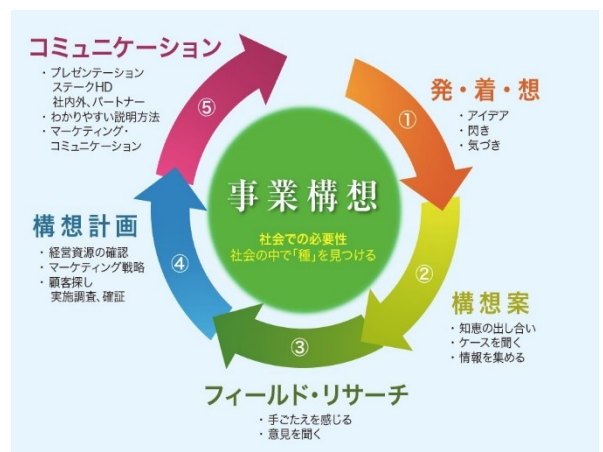 コミュニケーション
・プレゼンテーション
ステークHD
社内外、パートナー
・わかりやすい説明方法
・マーケティング・
コミュニケーション
⑤
①
発・着・想
・アイデア
・閃き
・気づき
事業構想
社会での必要性
社会の中で「種」を見つける
構想計画
・経営資源の確認
・マーケティング戦略
・顧客探し
実施調査、確証
④
②
構想案
・知恵の出し合い
・ケースを聞く
・情報を集める
③
フィールド・リサーチ
・手ごたえを感じる
・意見を聞く